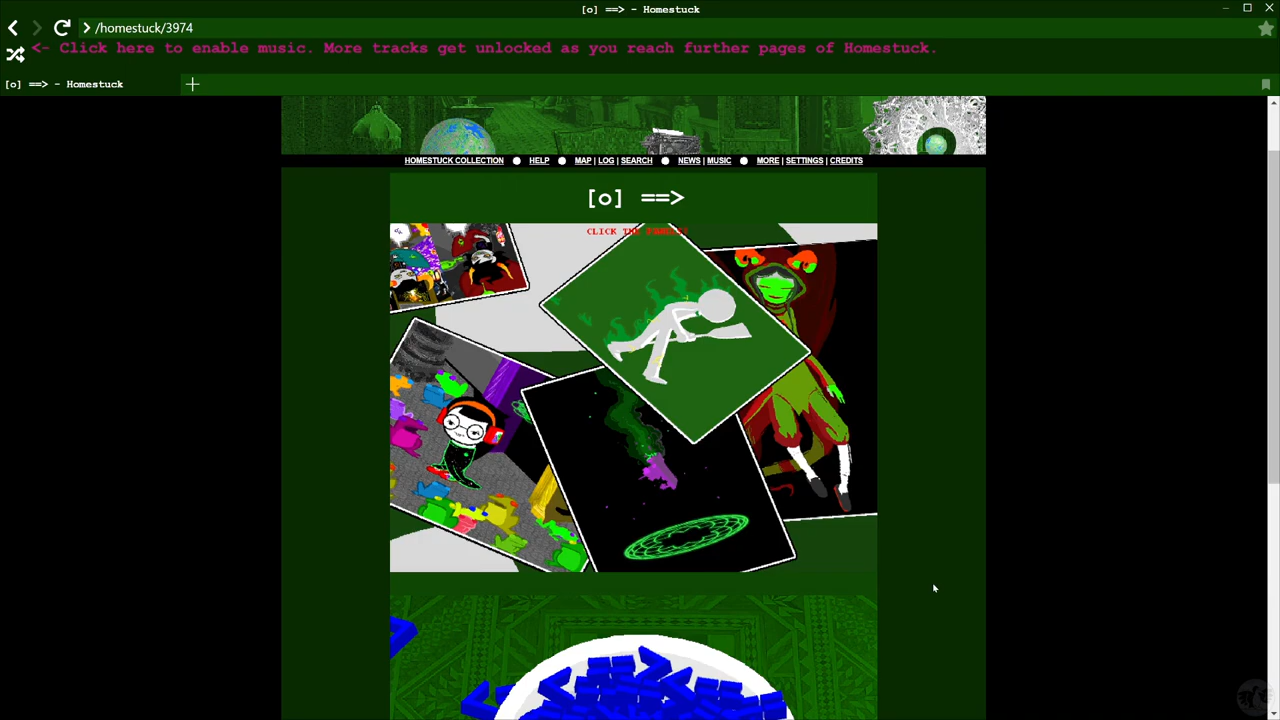 [o] ==> - Homestuck
/homestuck/3974
<- Click here to enable music. More tracks get unlocked as you reach further pages of Homestuck.
[o] ==> - Homestuck
HOMESTUCK COLLECTION HELP MAP | LOG | SEARCH NEWS | MUSIC MORE | SETTINGS | CREDITS
[o] ==>
CLICK THE